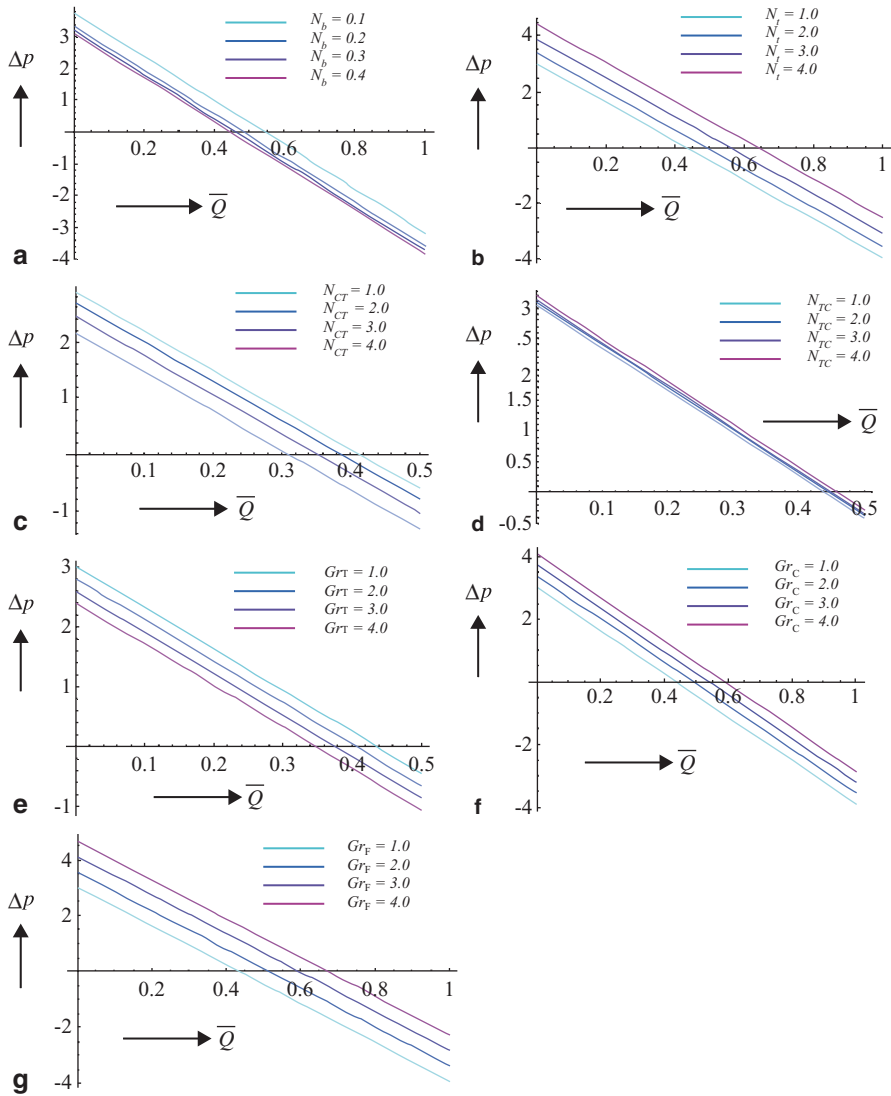 3
2
1
-1
-2
-3
-4
0.2 0.4 0.6 0.8 1
Δp
Q̅
N_b = 0.1
N_b = 0.2
N_b = 0.3
N_b = 0.4
a
4
2
-2
-4
0.2 0.4 0.6 0.8 1
Δp
Q̅
N_t = 1.0
N_t = 2.0
N_t = 3.0
N_t = 4.0
b
2
1
-1
0.1 0.2 0.3 0.4 0.5
Δp
Q̅
N_CT = 1.0
N_CT = 2.0
N_CT = 3.0
N_CT = 4.0
c
3
.5
2
1.5
1
0.5
-0.5
0.1 0.2 0.3 0.4 0.5
Δp
Q̅
N_TC = 1.0
N_TC = 2.0
N_TC = 3.0
N_TC = 4.0
d
3
2
1
-1
0.1 0.2 0.3 0.4 0.5
Δp
Q̅
Gr_T = 1.0
Gr_T = 2.0
Gr_T = 3.0
Gr_T = 4.0
e
4
2
-2
-4
0.2 0.4 0.6 0.8 1
Δp
Q̅
Gr_C = 1.0
Gr_C = 2.0
Gr_C = 3.0
Gr_C = 4.0
f
4
2
-2
-4
0.2 0.4 0.6 0.8 1
Δp
Q̅
Gr_F = 1.0
Gr_F = 2.0
Gr_F = 3.0
Gr_F = 4.0
g